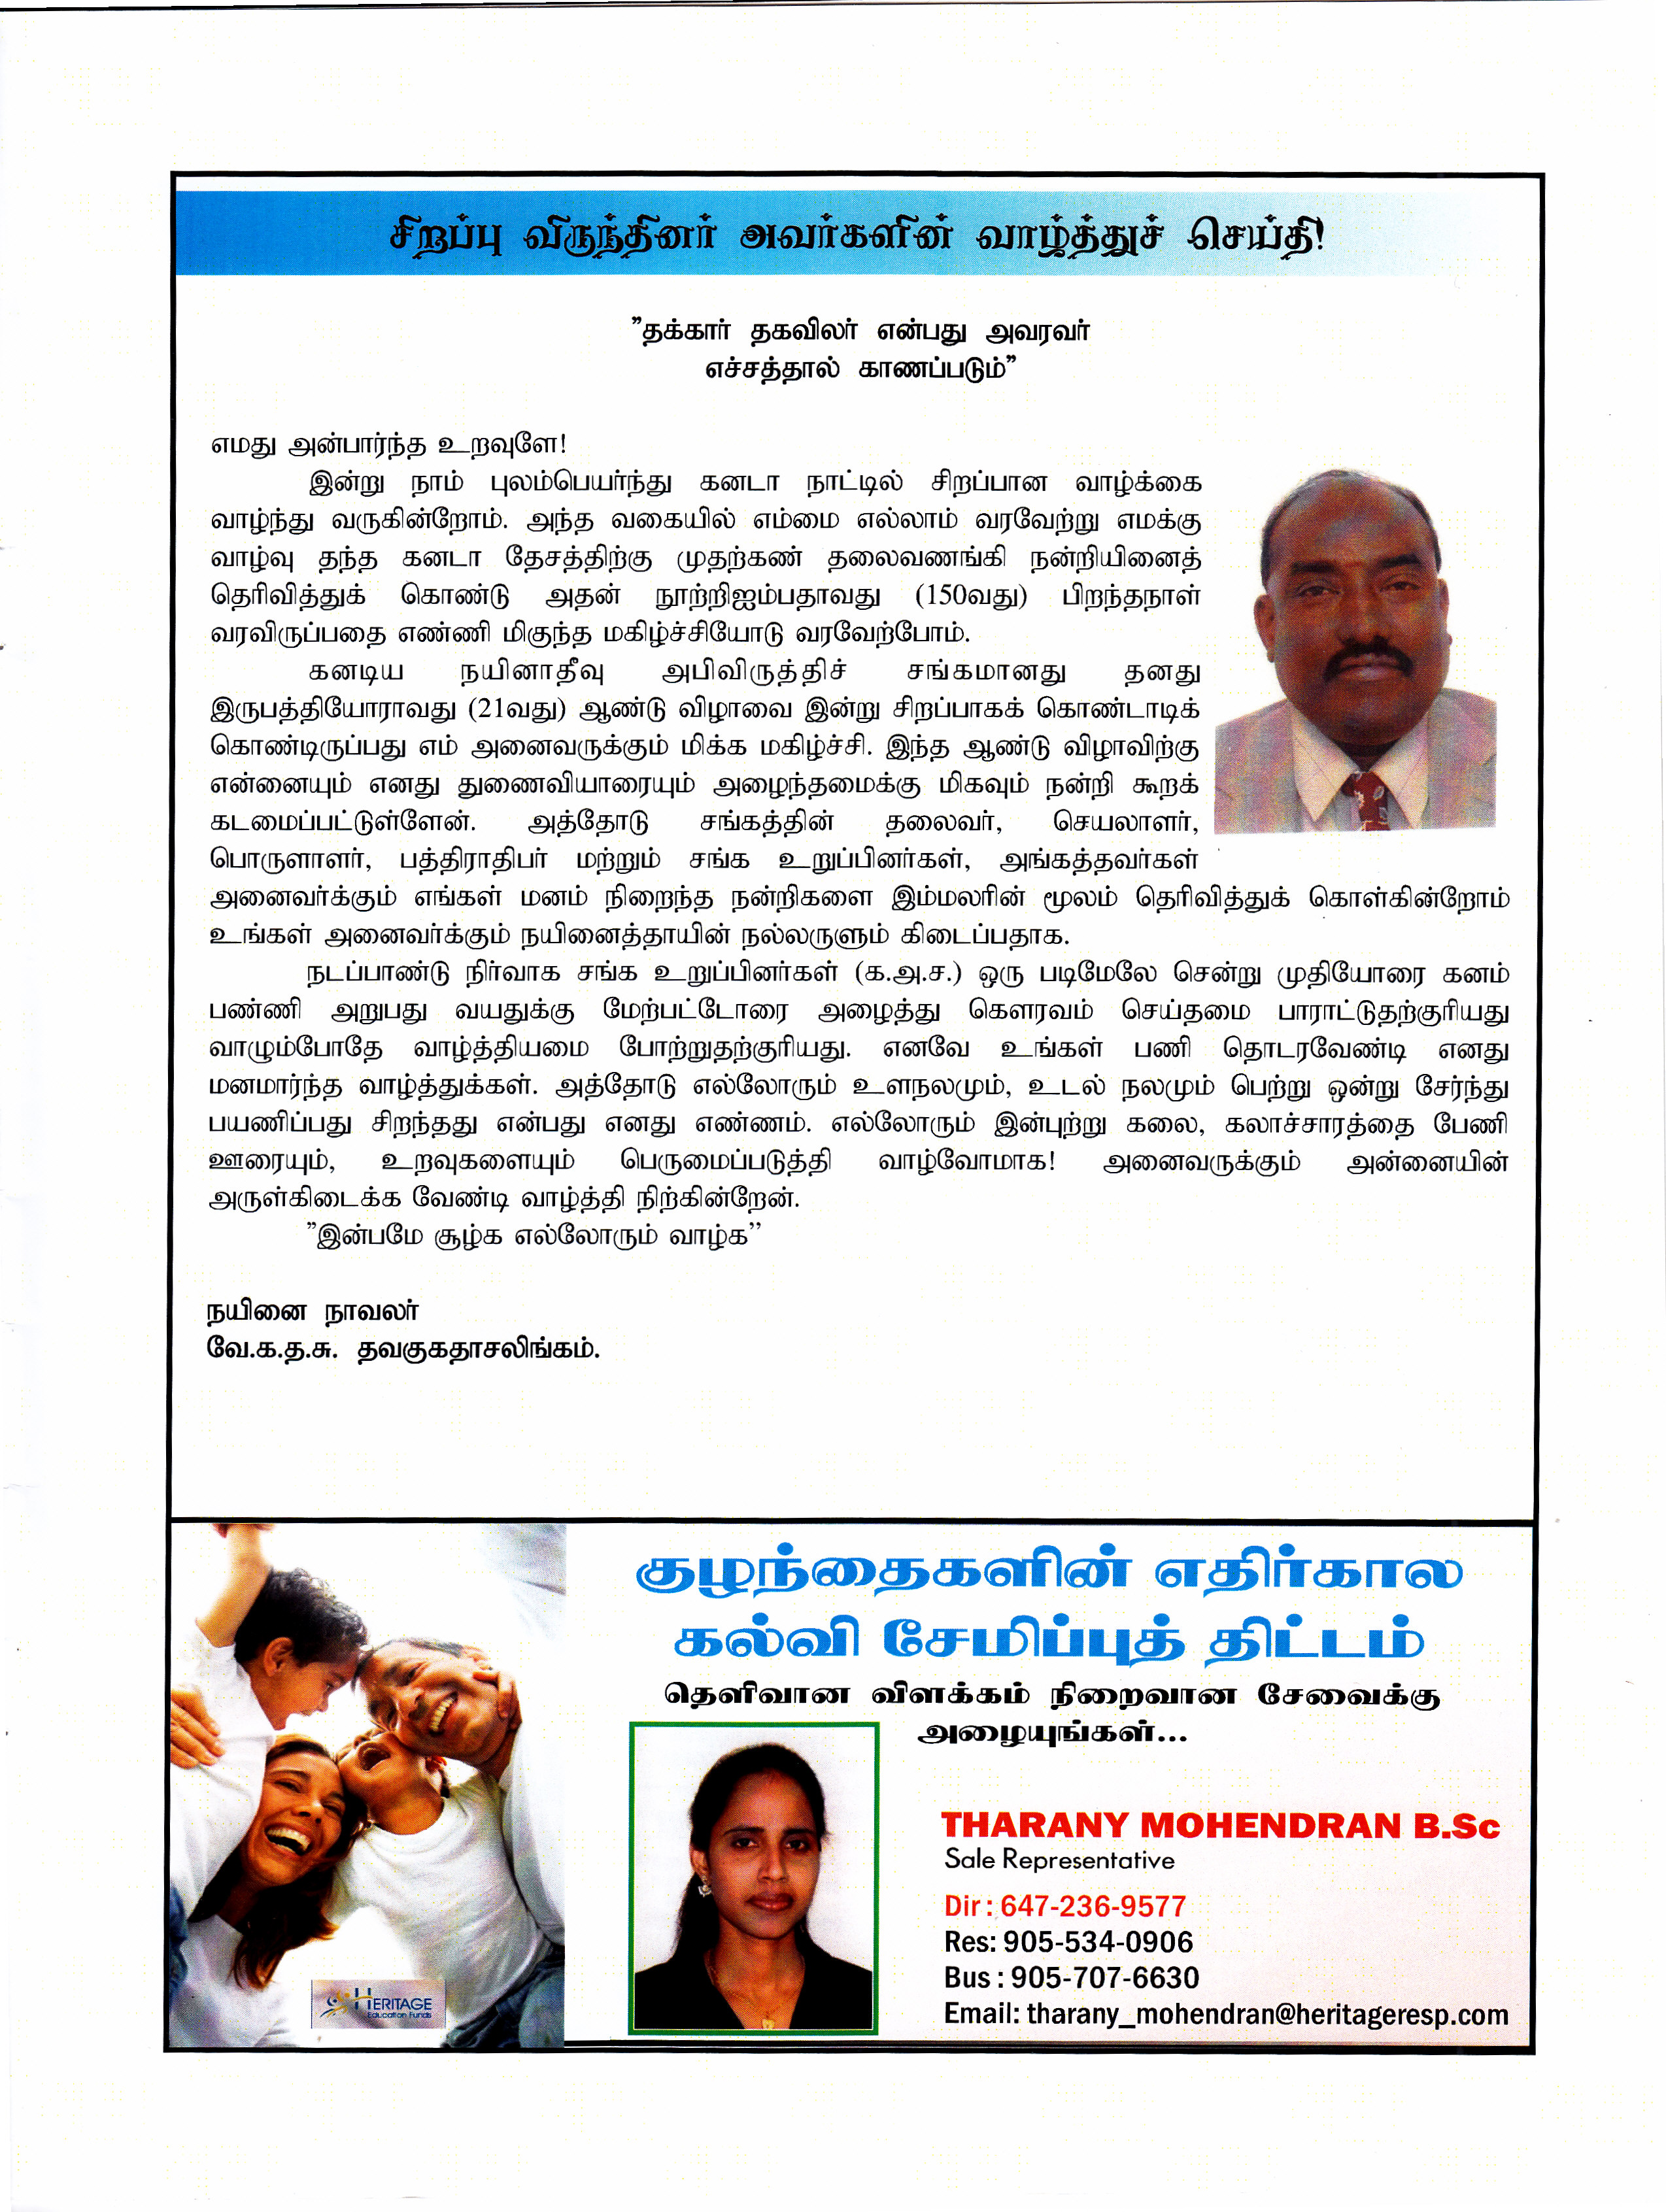 சிறப்பு விருந்தினர் அவர்களின் வாழ்த்துச் செய்தி!
”தக்கார் தகவிலர் என்பது அவரவர்
எச்சத்தால் காணப்படும்”
எமது அன்பார்ந்த உறவுளே!
இன்று நாம் புலம்பெயர்ந்து கனடா நாட்டில் சிறப்பான வாழ்க்கை
வாழ்ந்து வருகின்றோம். அந்த வகையில் எம்மை எல்லாம் வரவேற்று எமக்கு
வாழ்வு தந்த கனடா தேசத்திற்கு முதற்கண் தலைவணங்கி நன்றியினைத்
தெரிவித்துக் கொண்டு அதன் நூற்றிஐம்பதாவது (150வது) பிறந்தநாள்
வரவிருப்பதை எண்ணி மிகுந்த மகிழ்ச்சியோடு வரவேற்போம்.
கனடிய நயினாதீவு அபிவிருத்திச் சங்கமானது தனது
இருபத்தியோராவது (21வது) ஆண்டு விழாவை இன்று சிறப்பாகக் கொண்டாடிக்
கொண்டிருப்பது எம் அனைவருக்கும் மிக்க மகிழ்ச்சி. இந்த ஆண்டு விழாவிற்கு
என்னையும் எனது துணைவியாரையும் அழைந்தமைக்கு மிகவும் நன்றி கூறக்
கடமைப்பட்டுள்ளேன். அத்தோடு சங்கத்தின் தலைவர், செயலாளர்,
பொருளாளர், பத்திராதிபர் மற்றும் சங்க உறுப்பினர்கள், அங்கத்தவர்கள்
அனைவர்க்கும் எங்கள் மனம் நிறைந்த நன்றிகளை இம்மலரின் மூலம் தெரிவித்துக் கொள்கின்றோம்
உங்கள் அனைவர்க்கும் நயினைத்தாயின் நல்லருளும் கிடைப்பதாக.
நடப்பாண்டு நிர்வாக சங்க உறுப்பினர்கள் (க.அ.ச.) ஒரு படிமேலே சென்று முதியோரை கனம்
பண்ணி அறுபது வயதுக்கு மேற்பட்டோரை அழைத்து கௌரவம் செய்தமை பாராட்டுதற்குரியது
வாழும்போதே வாழ்த்தியமை போற்றுதற்குரியது. எனவே உங்கள் பணி தொடரவேண்டி எனது
மனமார்ந்த வாழ்த்துக்கள். அத்தோடு எல்லோரும் உளநலமும், உடல் நலமும் பெற்று ஒன்று சேர்ந்து
பயணிப்பது சிறந்தது என்பது எனது எண்ணம். எல்லோரும் இன்புற்று கலை, கலாச்சாரத்தை பேணி
ஊரையும், உறவுகளையும் பெருமைப்படுத்தி வாழ்வோமாக! அனைவருக்கும் அன்னையின்
அருள்கிடைக்க வேண்டி வாழ்த்தி நிற்கின்றேன்.
”இன்பமே சூழ்க எல்லோரும் வாழ்க’’
நயினை நாவலர்
வே.க.த.சு. தவகுகதாசலிங்கம்.
குழந்தைகளின் எதிர்கால
கல்வி சேமிப்புத் திட்டம்
தெளிவான விளக்கம் நிறைவான சேவைக்கு
அழையுங்கள்...
THARANY MOHENDRAN B.Sc
Sale Representative
Dir : 647-236-9577
Res: 905-534-0906
Bus : 905-707-6630
Email: tharany_mohendran@heritageresp.com
HERITAGE
Education Funds